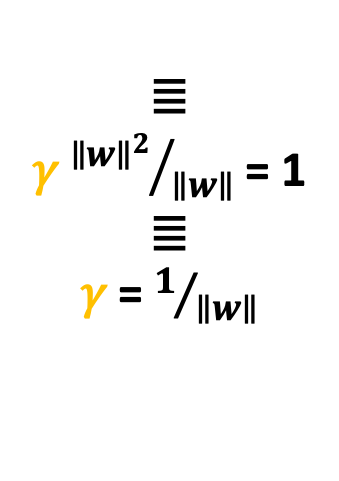 ≣
γ ‖w‖²/‖w‖ = 1
≣
γ = 1/‖w‖